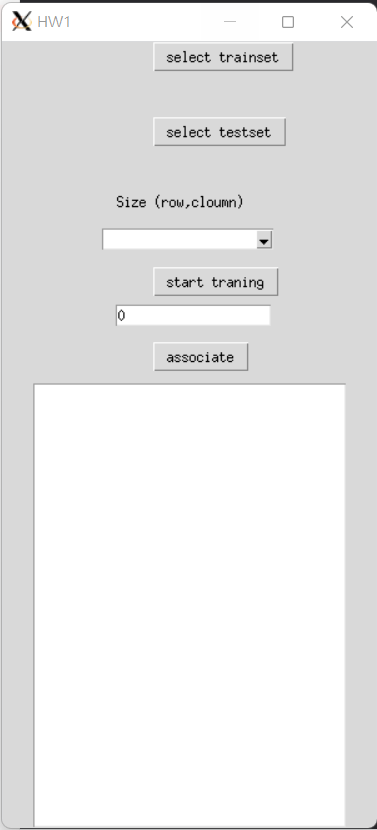 HW1
select trainset
select testset
Size (row,cloumn)
start traning
0
associate